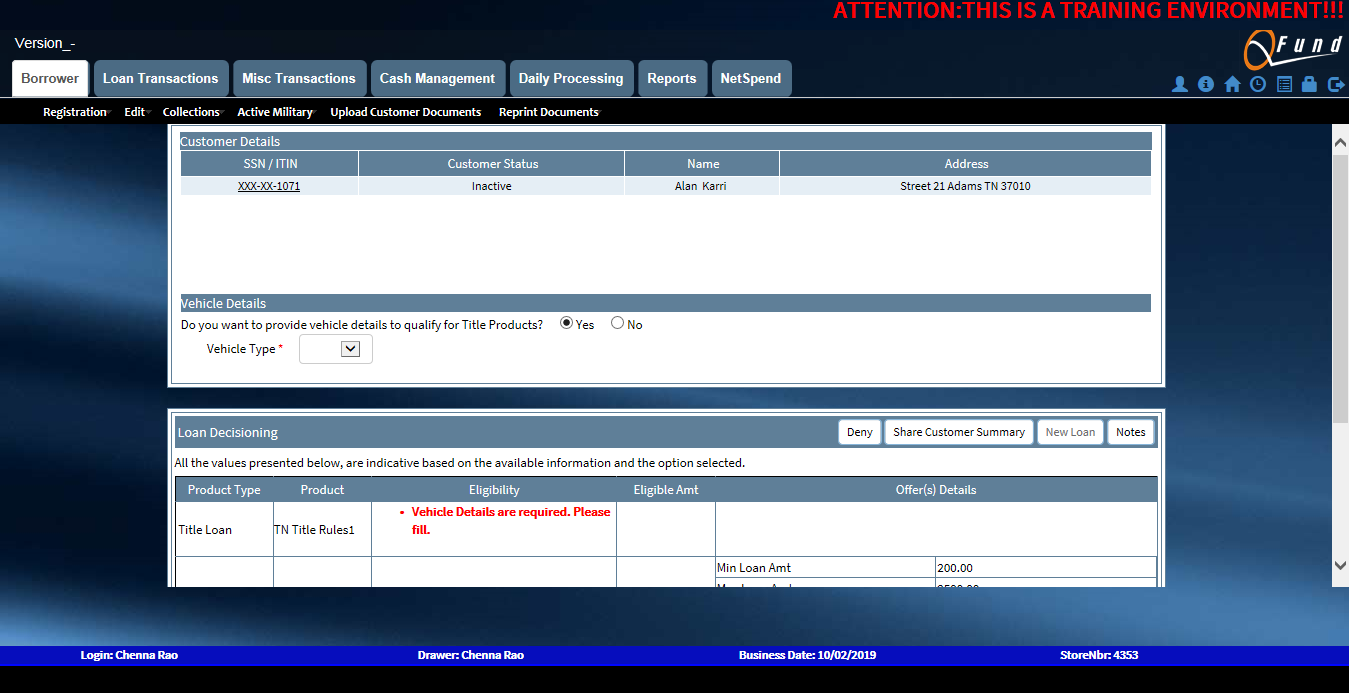 ATTENTION:THIS IS A TRAINING ENVIRONMENT!!!
Version_-
QFund
Borrower Loan Transactions Misc Transactions Cash Management Daily Processing Reports NetSpend
Registration Edit Collections Active Military Upload Customer Documents Reprint Documents
Customer Details
SSN / ITIN Customer Status Name Address
XXX-XX-1071 Inactive Alan Karri Street 21 Adams TN 37010
Vehicle Details
Do you want to provide vehicle details to qualify for Title Products? Yes No
Vehicle Type *
Loan Decisioning Deny Share Customer Summary New Loan Notes
All the values presented below, are indicative based on the available information and the option selected.
Product Type Product Eligibility Eligible Amt Offer(s) Details
Title Loan TN Title Rules1 • Vehicle Details are required. Please
fill.
Min Loan Amt 200.00
Login: Chenna Rao Drawer: Chenna Rao Business Date: 10/02/2019 StoreNbr: 4353